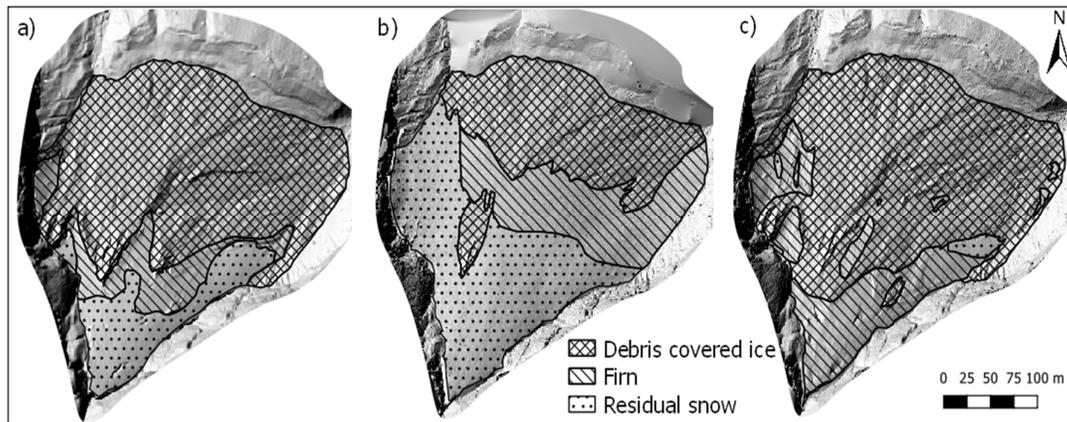 a)
b)
c)
N
Debris covered ice
Firn
Residual snow
0 25 50 75 100 m